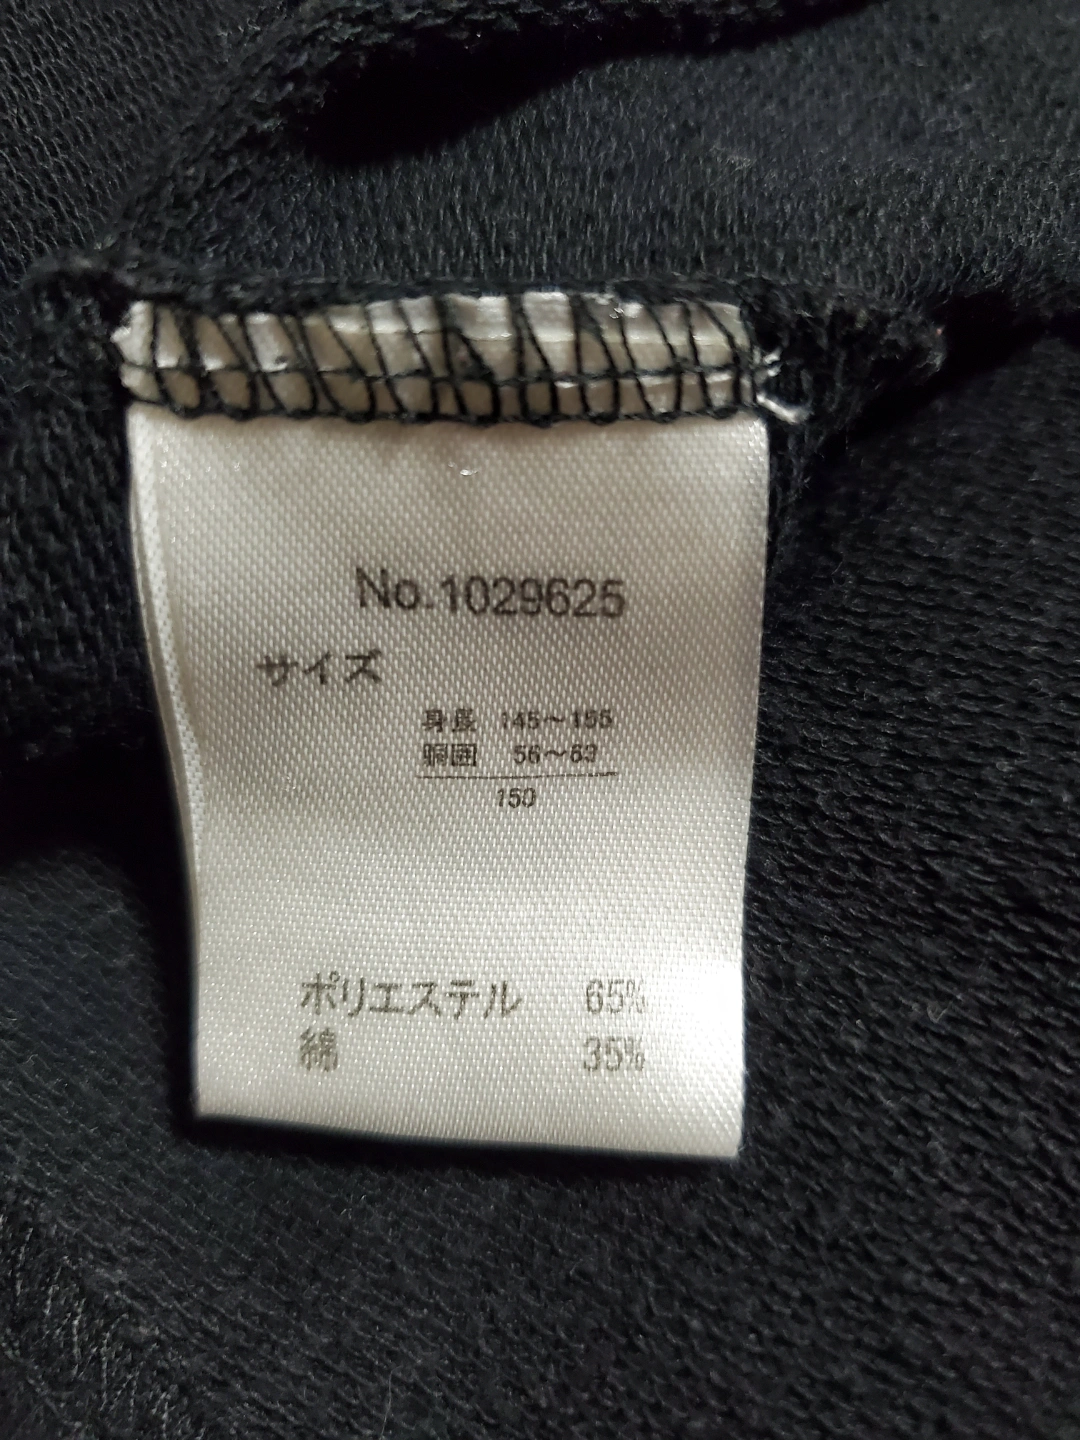 No.1029625
サイズ
身長 145～155
胴囲 56～63
150
ポリエステル 65%
綿 35%